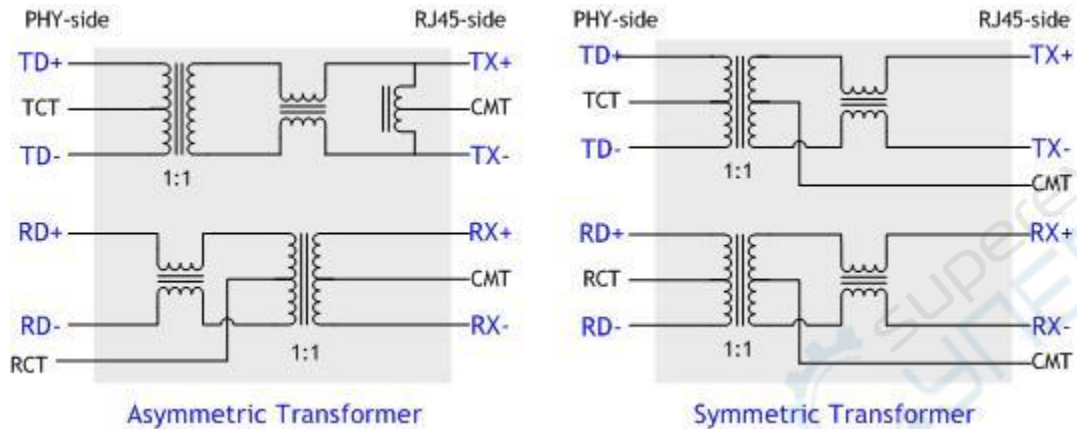 PHY-side RJ45-side
TD+ TX+
TCT CMT
TD- TX-
1:1
RD+ RX+
CMT
RD- RX-
1:1
RCT
Asymmetric Transformer
PHY-side RJ45-side
TD+ TX+
TCT
TD- TX-
1:1
CMT
RD+ RX+
RCT
RD- RX-
1:1
CMT
Symmetric Transformer